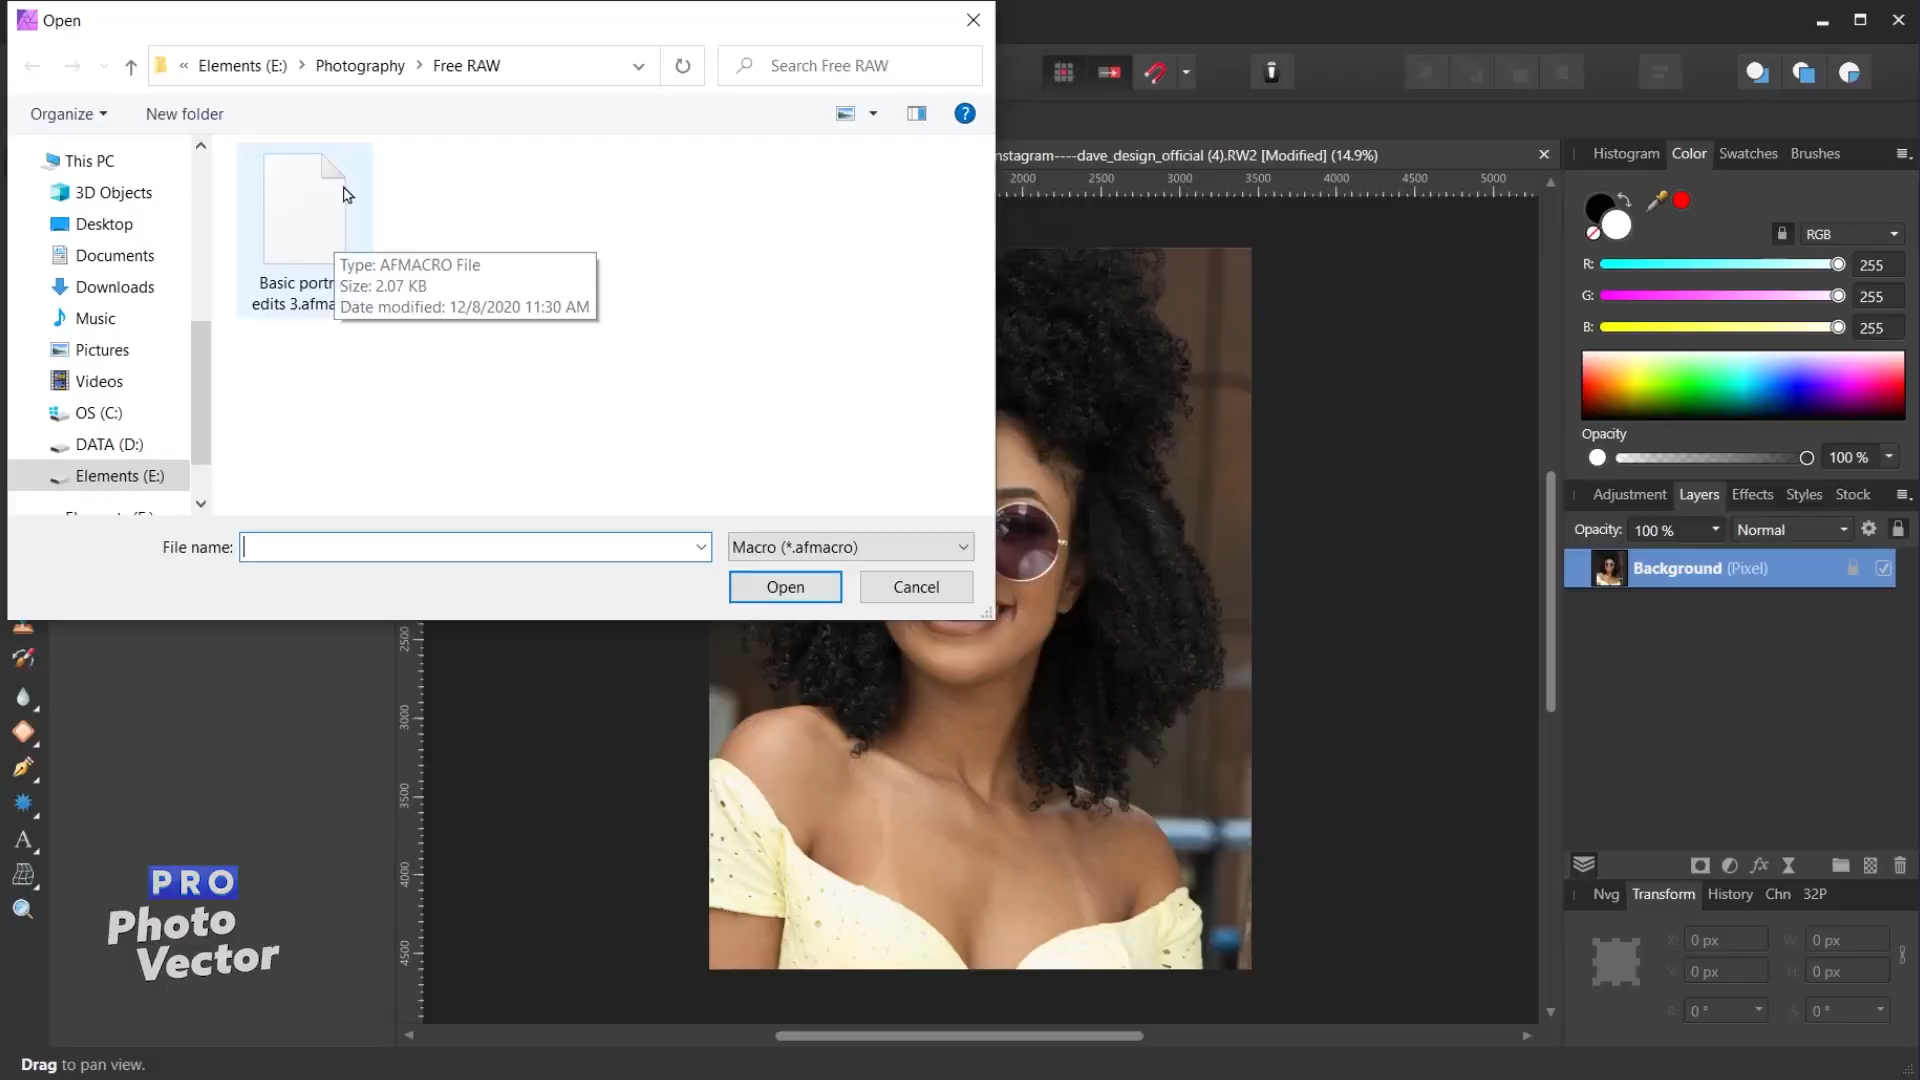 Open
« Elements (E:) > Photography > Free RAW
Search Free RAW
Organize
New folder
This PC
3D Objects
Desktop
Documents
Downloads
Music
Pictures
Videos
OS (C:)
DATA (D:)
Elements (E:)
Basic portr
edits 3.afma
Type: AFMACRO File
Size: 2.07 KB
Date modified: 12/8/2020 11:30 AM
File name:
Macro (*.afmacro)
Open
Cancel
nstagram----dave_design_official (4).RW2 [Modified] (14.9%)
2000 2500 3000 3500 4000 4500 5000
2500
3000
3500
4000
4500
Histogram Color Swatches Brushes
RGB
R: 255
G: 255
B: 255
Opacity
100 %
Adjustment Layers Effects Styles Stock
Opacity: 100 % Normal
Background (Pixel)
Nvg Transform History Chn 32P
X: 0 px W: 0 px
Y: 0 px H: 0 px
R: 0 ° S: 0 °
PRO
Photo
Vector
Drag to pan view.